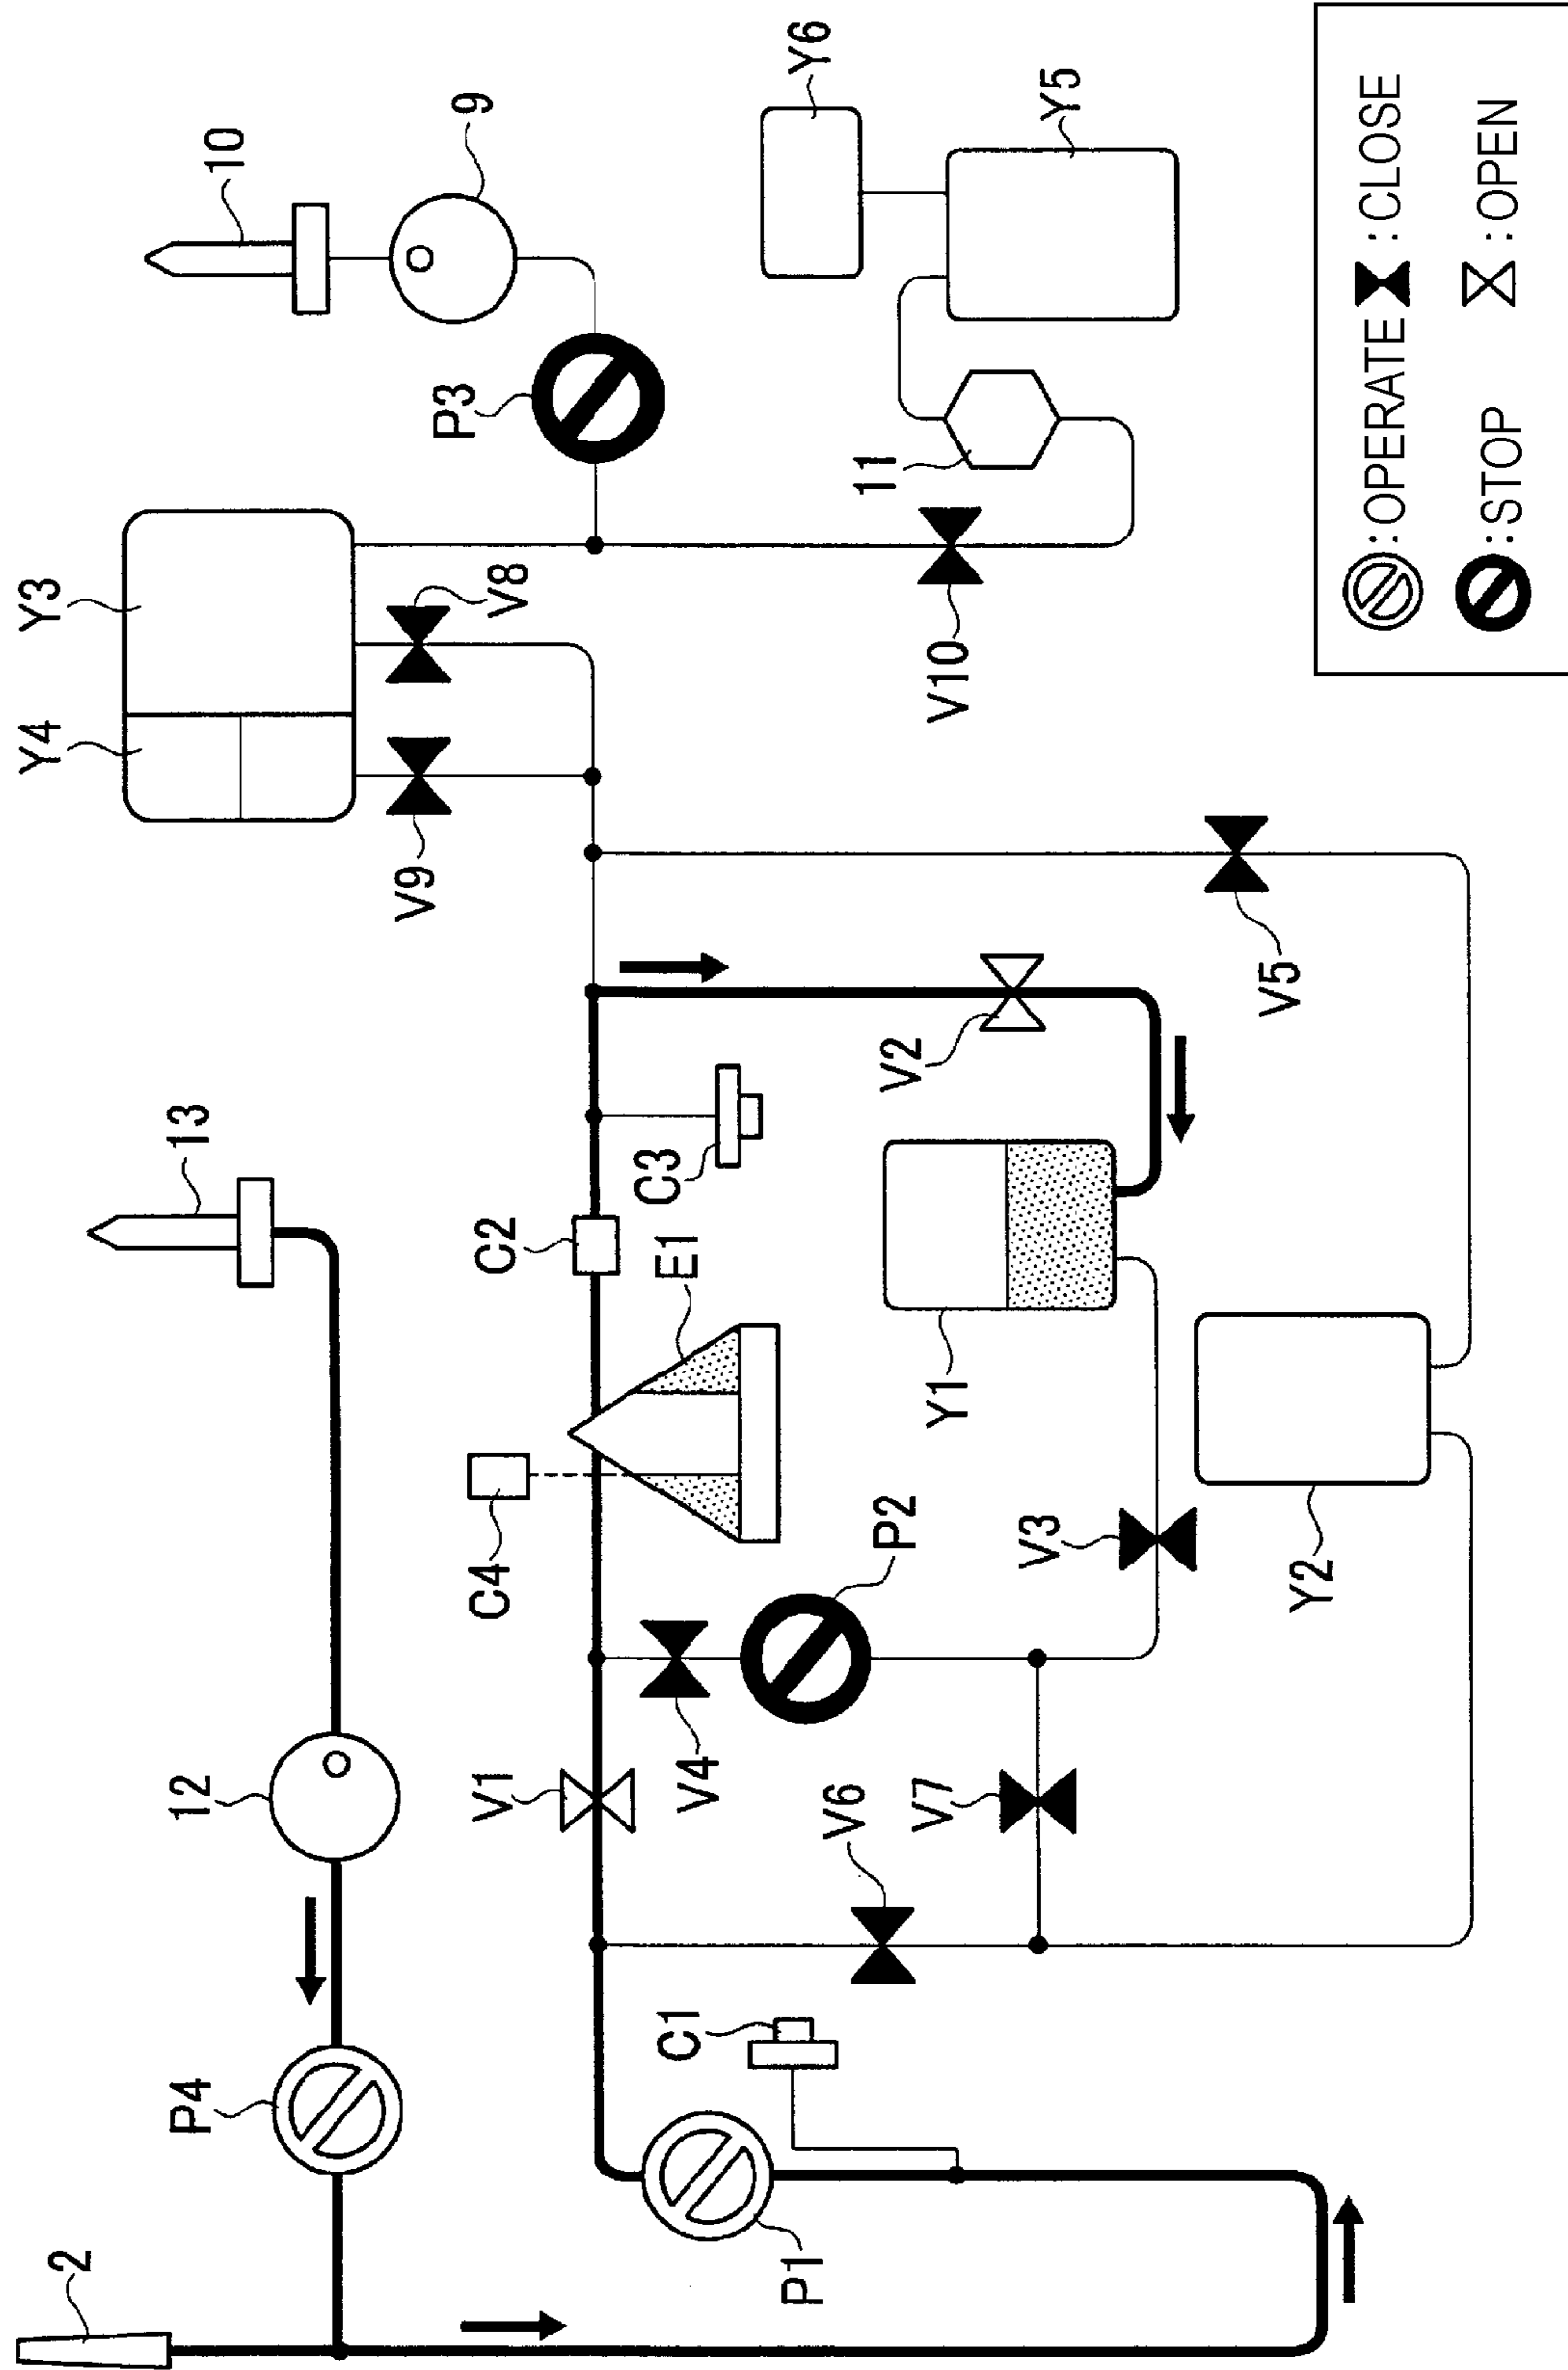 2
P4
12
13
Y4
Y3
10
9
P3
V9
V8
Y6
Y5
11
V10
C4
C2
E1
C3
V1
V4
P2
C1
P1
V6
V7
V3
Y1
V2
Y2
V5
:OPERATE :CLOSE
:STOP :OPEN